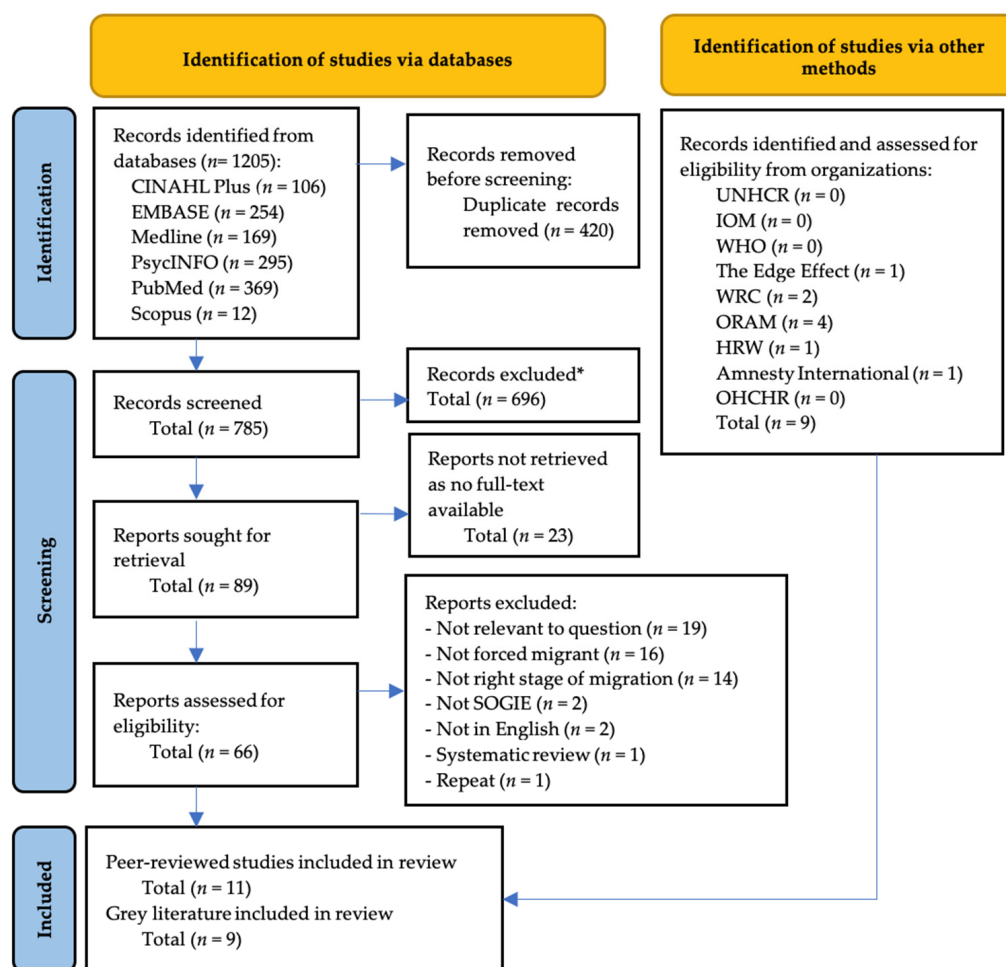 Identification of studies via databases
Identification of studies via other
methods
Identification
Records identified from
databases (n= 1205):
CINAHL Plus (n = 106)
EMBASE (n = 254)
Medline (n = 169)
PsycINFO (n = 295)
PubMed (n = 369)
Scopus (n = 12)
Records removed
before screening:
Duplicate records
removed (n = 420)
Records identified and assessed for
eligibility from organizations:
UNHCR (n = 0)
IOM (n = 0)
WHO (n = 0)
The Edge Effect (n = 1)
WRC (n = 2)
ORAM (n = 4)
HRW (n = 1)
Amnesty International (n = 1)
OHCHR (n = 0)
Total (n = 9)
Screening
Records screened
Total (n = 785)
Records excluded*
Total (n = 696)
Reports sought for
retrieval
Total (n = 89)
Reports not retrieved
as no full-text
available
Total (n = 23)
Reports assessed for
eligibility:
Total (n = 66)
Reports excluded:
- Not relevant to question (n = 19)
- Not forced migrant (n = 16)
- Not right stage of migration (n = 14)
- Not SOGIE (n = 2)
- Not in English (n = 2)
- Systematic review (n = 1)
- Repeat (n = 1)
Included
Peer-reviewed studies included in review
Total (n = 11)
Grey literature included in review
Total (n = 9)